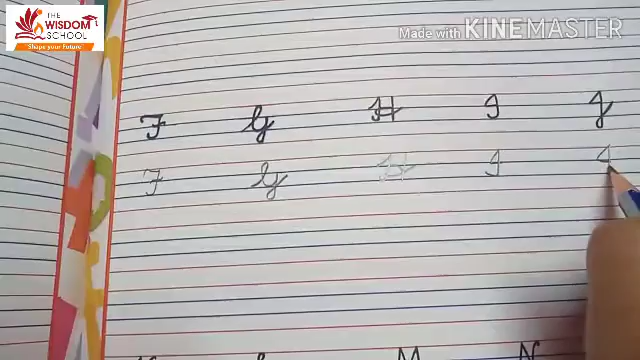 THE
WISDOM
SCHOOL
"Shape your Future"
Made with KINEMASTER
F G H I J
F G H I J
M N